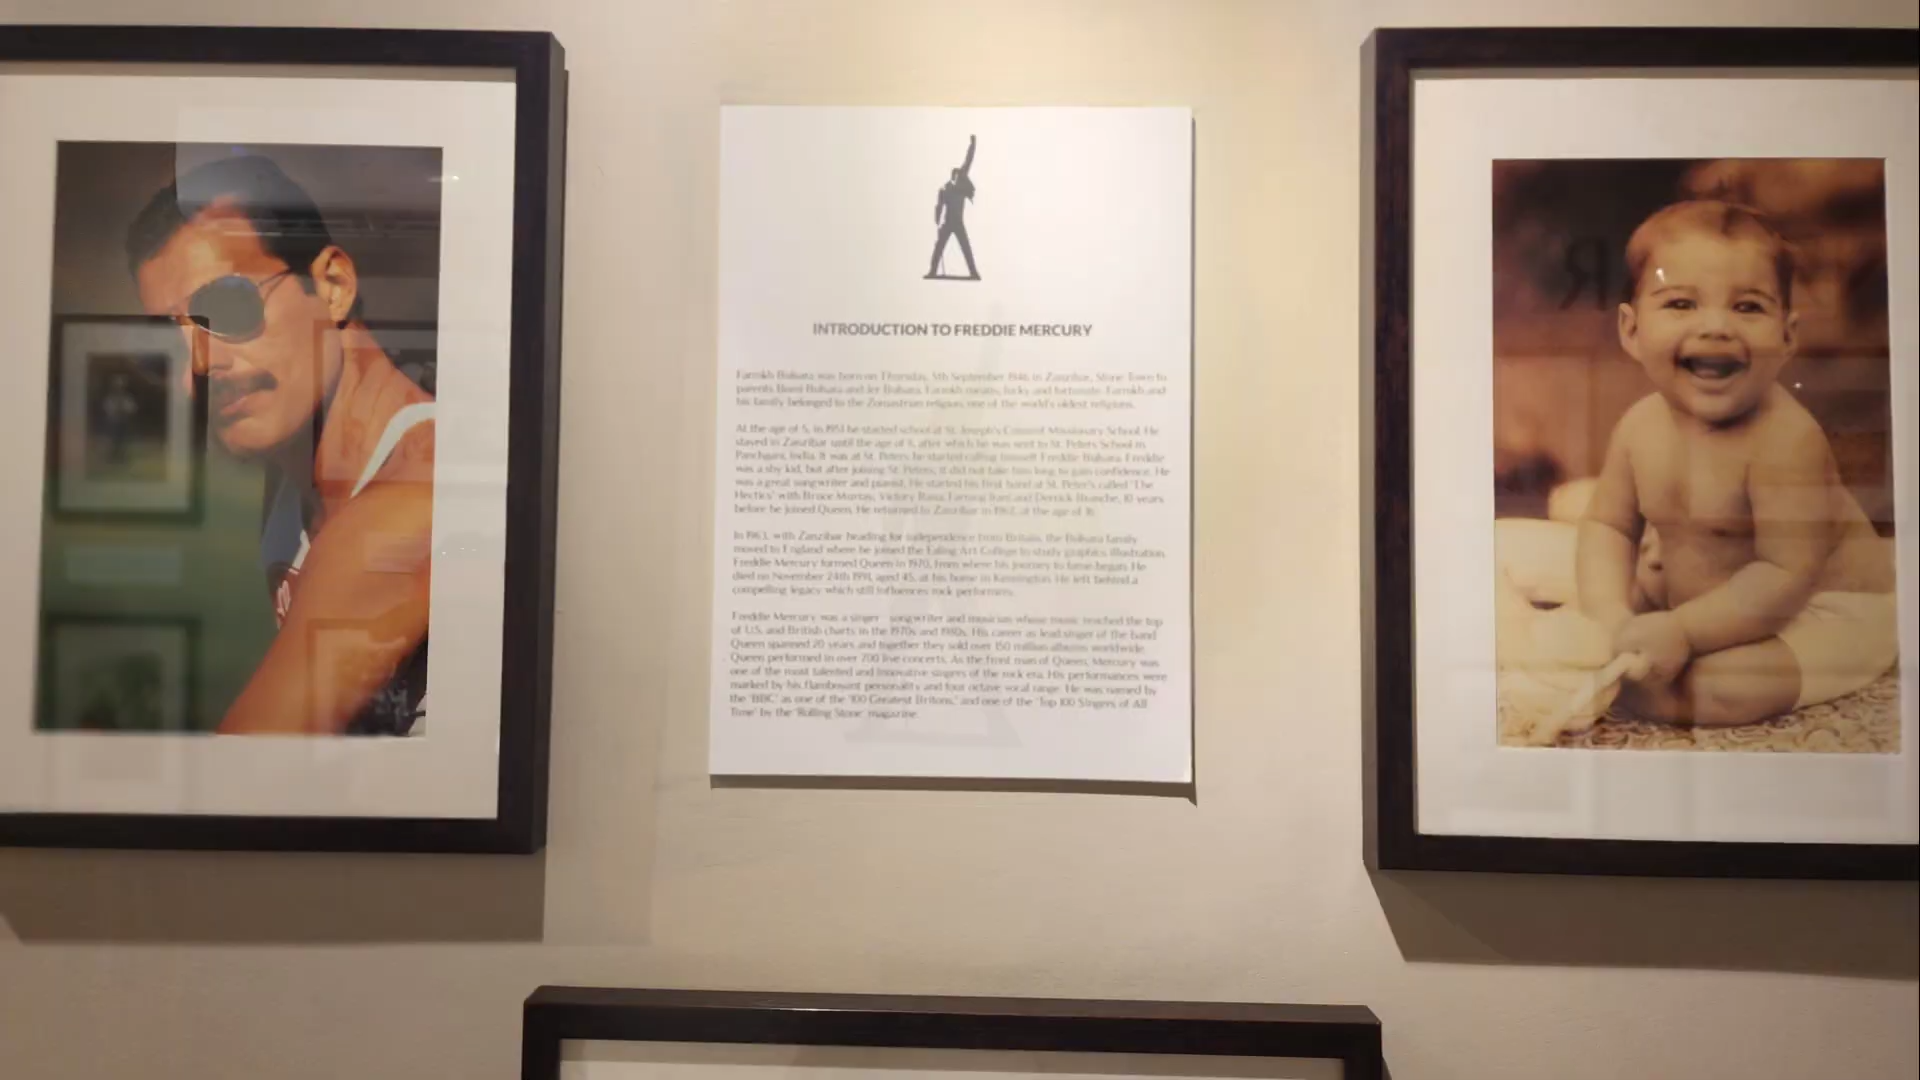 INTRODUCTION TO FREDDIE MERCURY
Farrokh Bulsara was born on Thursday, 5th September 1946 in Zanzibar, Stone Town to
parents Bomi Bulsara and Jer Bulsara. Farrokh means, lucky and fortunate. Farrokh and
his family belonged to the Zoroastrian religion, one of the world's oldest religions.
At the age of 5, in 1951 he started school at St. Joseph's Convent Missionary School. He
stayed in Zanzibar until the age of 8, after which he was sent to St. Peters School in
Panchgani, India. It was at St. Peters he started calling himself Freddie Bulsara. Freddie
was a shy kid, but after joining St. Peters, it did not take him long to gain confidence. He
was a great songwriter and pianist. He started his first band at St. Peter's called 'The
Hectics' with Bruce Murray, Victory Rana, Farrang Irani and Derrick Branche, 10 years
before he joined Queen. He returned to Zanzibar in 1962, at the age of 16.
In 1963, with Zanzibar heading for independence from Britain, the Bulsara family
moved to England where he joined the Ealing Art College to study graphics illustration.
Freddie Mercury formed Queen in 1970, from where his journey to fame began. He
died on November 24th 1991, aged 45, at his home in Kensington. He left behind a
compelling legacy which still influences rock performers.
Freddie Mercury was a singer - songwriter and musician whose music reached the top
of U.S. and British charts in the 1970s and 1980s. His career as lead singer of the band
Queen spanned 20 years and together they sold over 150 million albums worldwide.
Queen performed in over 700 live concerts. As the front man of Queen, Mercury was
one of the most talented and innovative singers of the rock era. His performances were
marked by his flamboyant personality and four octave vocal range. He was named by
the 'BBC' as one of the '100 Greatest Britons,' and one of the 'Top 100 Singers of All
Time' by the 'Rolling Stone' magazine.